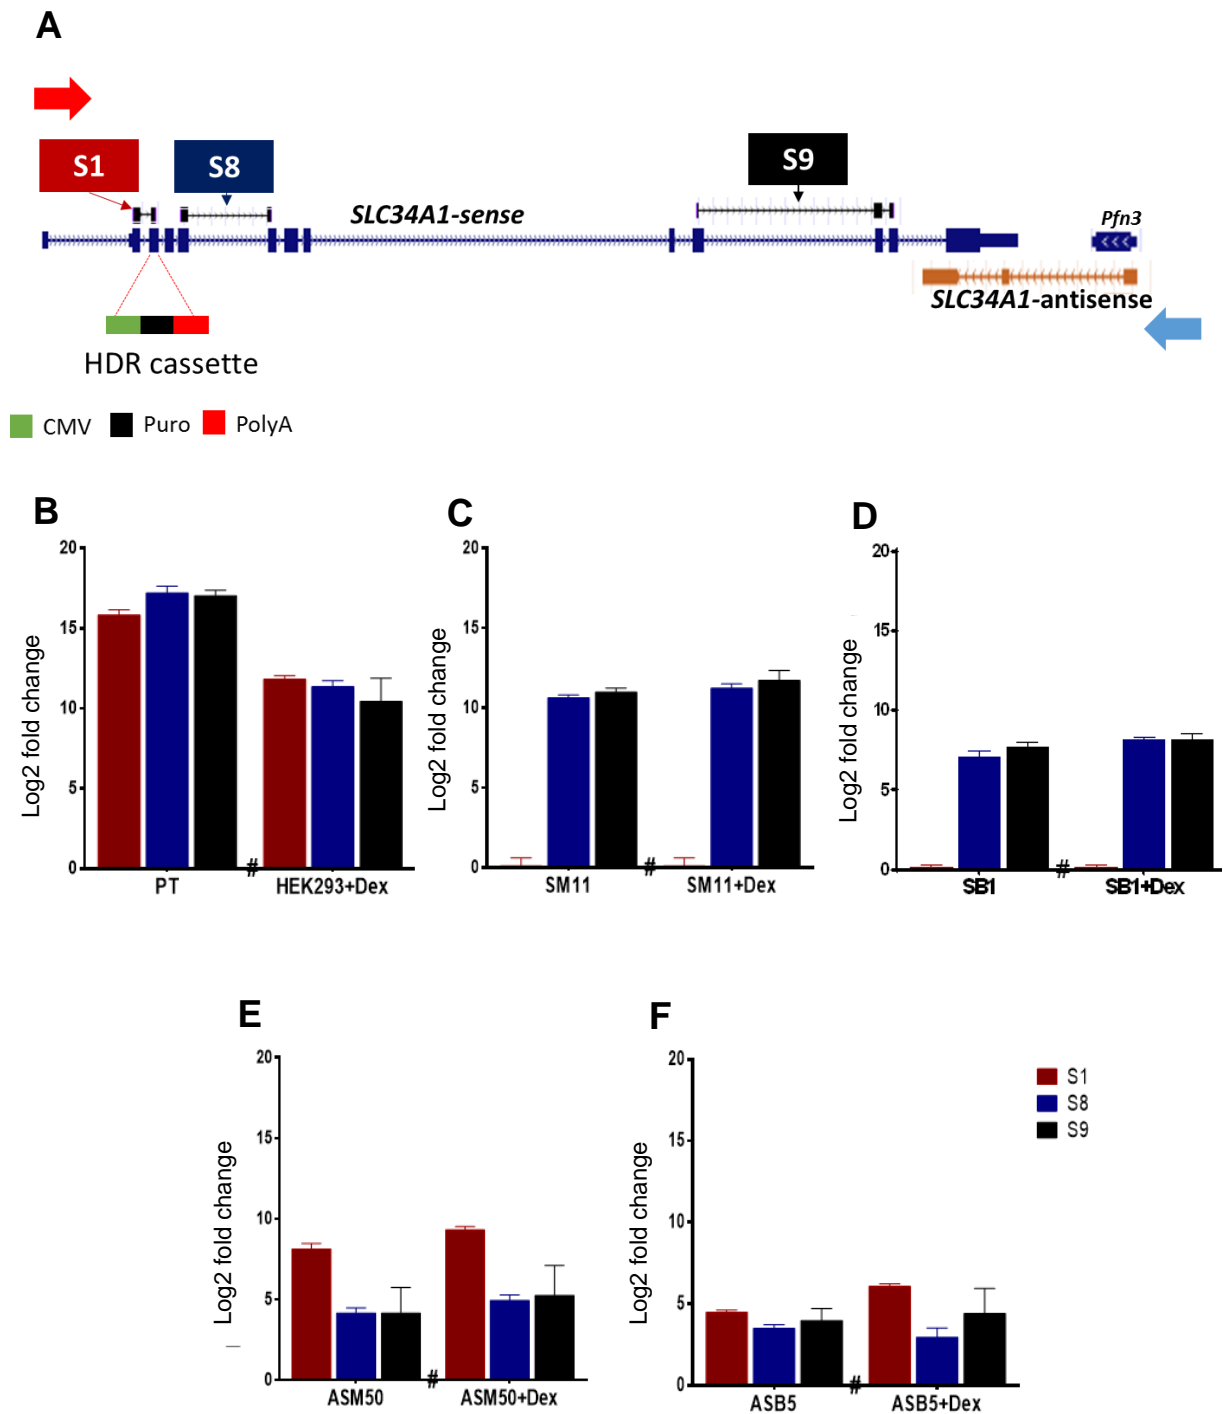 A
S1
S8
S9
SLC34A1-sense
Pfn3
SLC34A1-antisense
HDR cassette
CMV
Puro
PolyA
B
Log2 fold change
20
15
10
5
0
PT
#
HEK293+Dex
C
Log2 fold change
20
15
10
5
0
SM11
#
SM11+Dex
D
Log2 fold change
20
15
10
5
0
SB1
#
SB1+Dex
E
Log2 fold change
20
15
10
5
0
ASM50
#
ASM50+Dex
F
Log2 fold change
20
15
10
5
0
ASB5
#
ASB5+Dex
S1
S8
S9